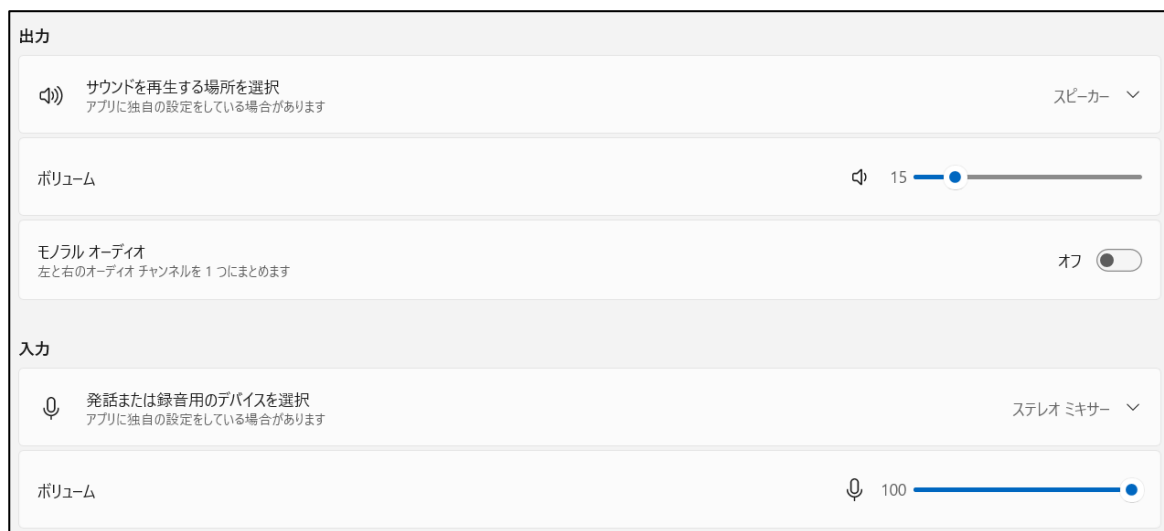 出力
サウンドを再生する場所を選択
アプリに独自の設定をしている場合があります
スピーカー
ボリューム
15
モノラル オーディオ
左と右のオーディオ チャンネルを 1 つにまとめます
オフ
入力
発話または録音用のデバイスを選択
アプリに独自の設定をしている場合があります
ステレオ ミキサー
ボリューム
100